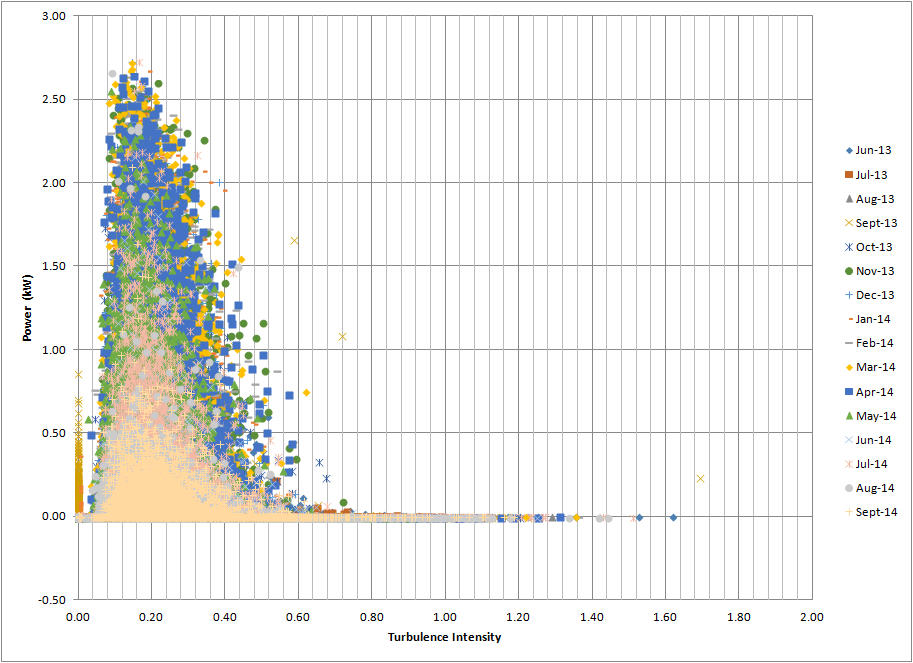 3.00
2.50
2.00
1.50
1.00
0.50
0.00
-0.50
Power (kW)
0.00 0.20 0.40 0.60 0.80 1.00 1.20 1.40 1.60 1.80 2.00
Turbulence Intensity
Jun-13
Jul-13
Aug-13
Sept-13
Oct-13
Nov-13
Dec-13
Jan-14
Feb-14
Mar-14
Apr-14
May-14
Jun-14
Jul-14
Aug-14
Sept-14